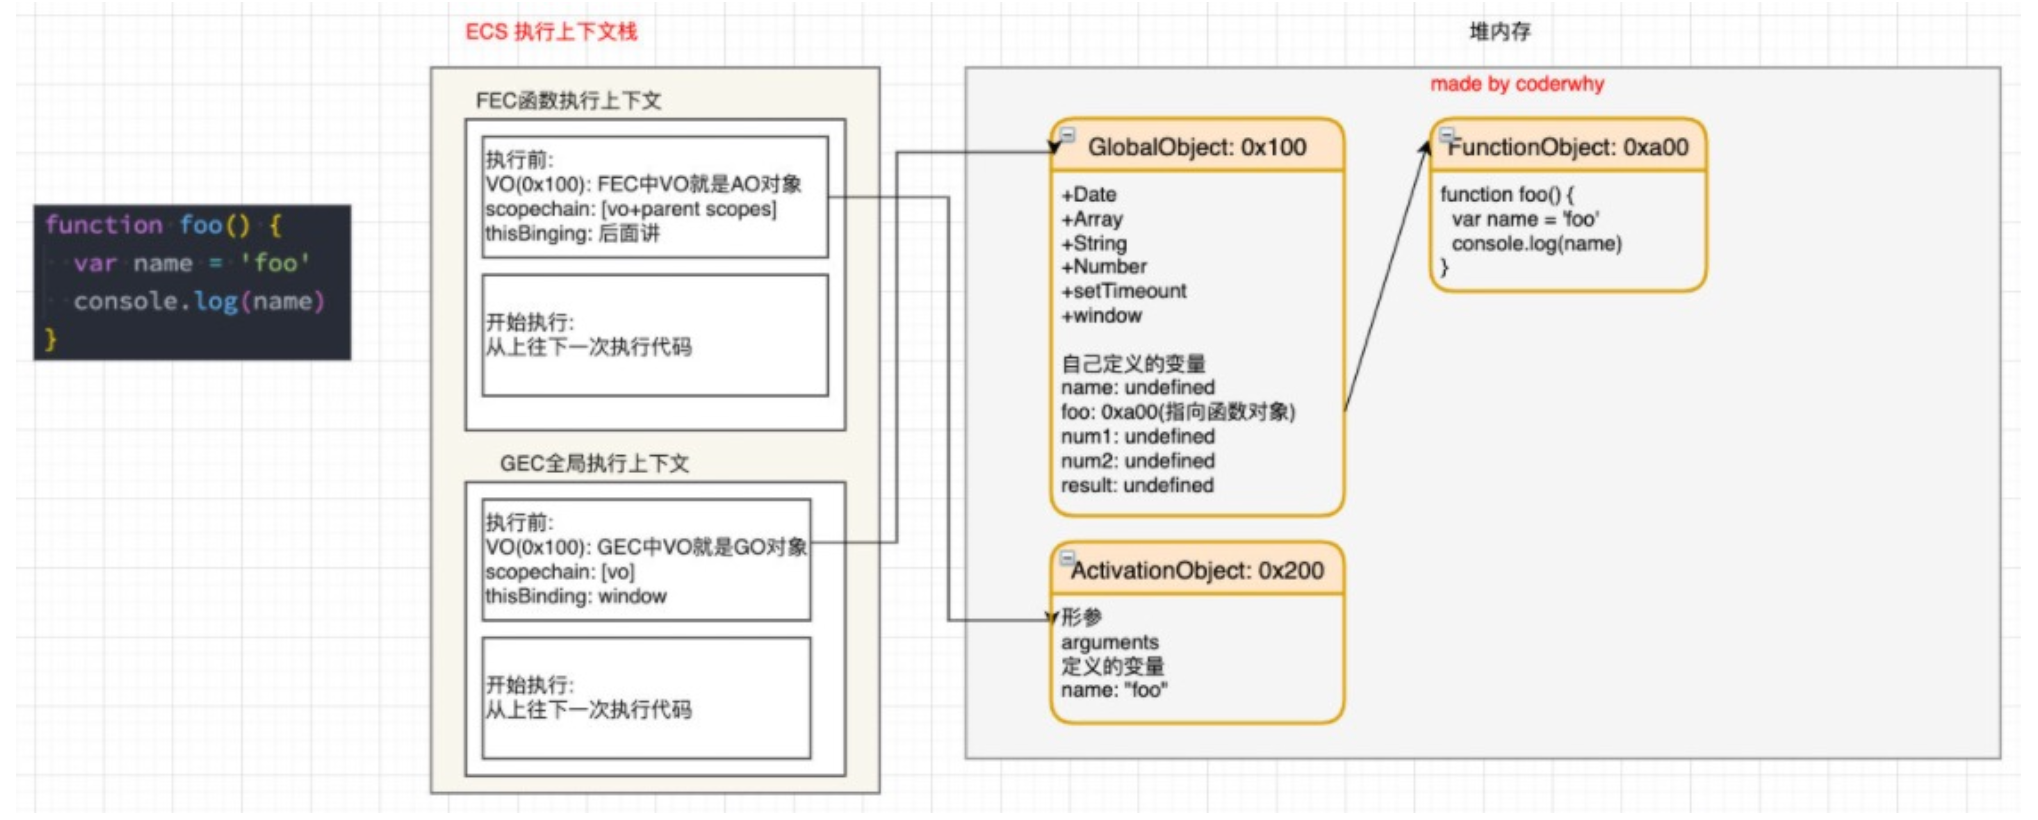 ECS 执行上下文栈
堆内存
function foo() {
var name = 'foo'
console.log(name)
}
FEC函数执行上下文
执行前:
VO(0x100): FEC中VO就是AO对象
scopechain: [vo+parent scopes]
thisBinging: 后面讲
开始执行:
从上往下一次执行代码
GEC全局执行上下文
执行前:
VO(0x100): GEC中VO就是GO对象
scopechain: [vo]
thisBinding: window
开始执行:
从上往下一次执行代码
made by coderwhy
GlobalObject: 0x100
+Date
+Array
+String
+Number
+setTimeount
+window
自己定义的变量
name: undefined
foo: 0xa00(指向函数对象)
num1: undefined
num2: undefined
result: undefined
FunctionObject: 0xa00
function foo() {
var name = 'foo'
console.log(name)
}
ActivationObject: 0x200
形参
arguments
定义的变量
name: "foo"